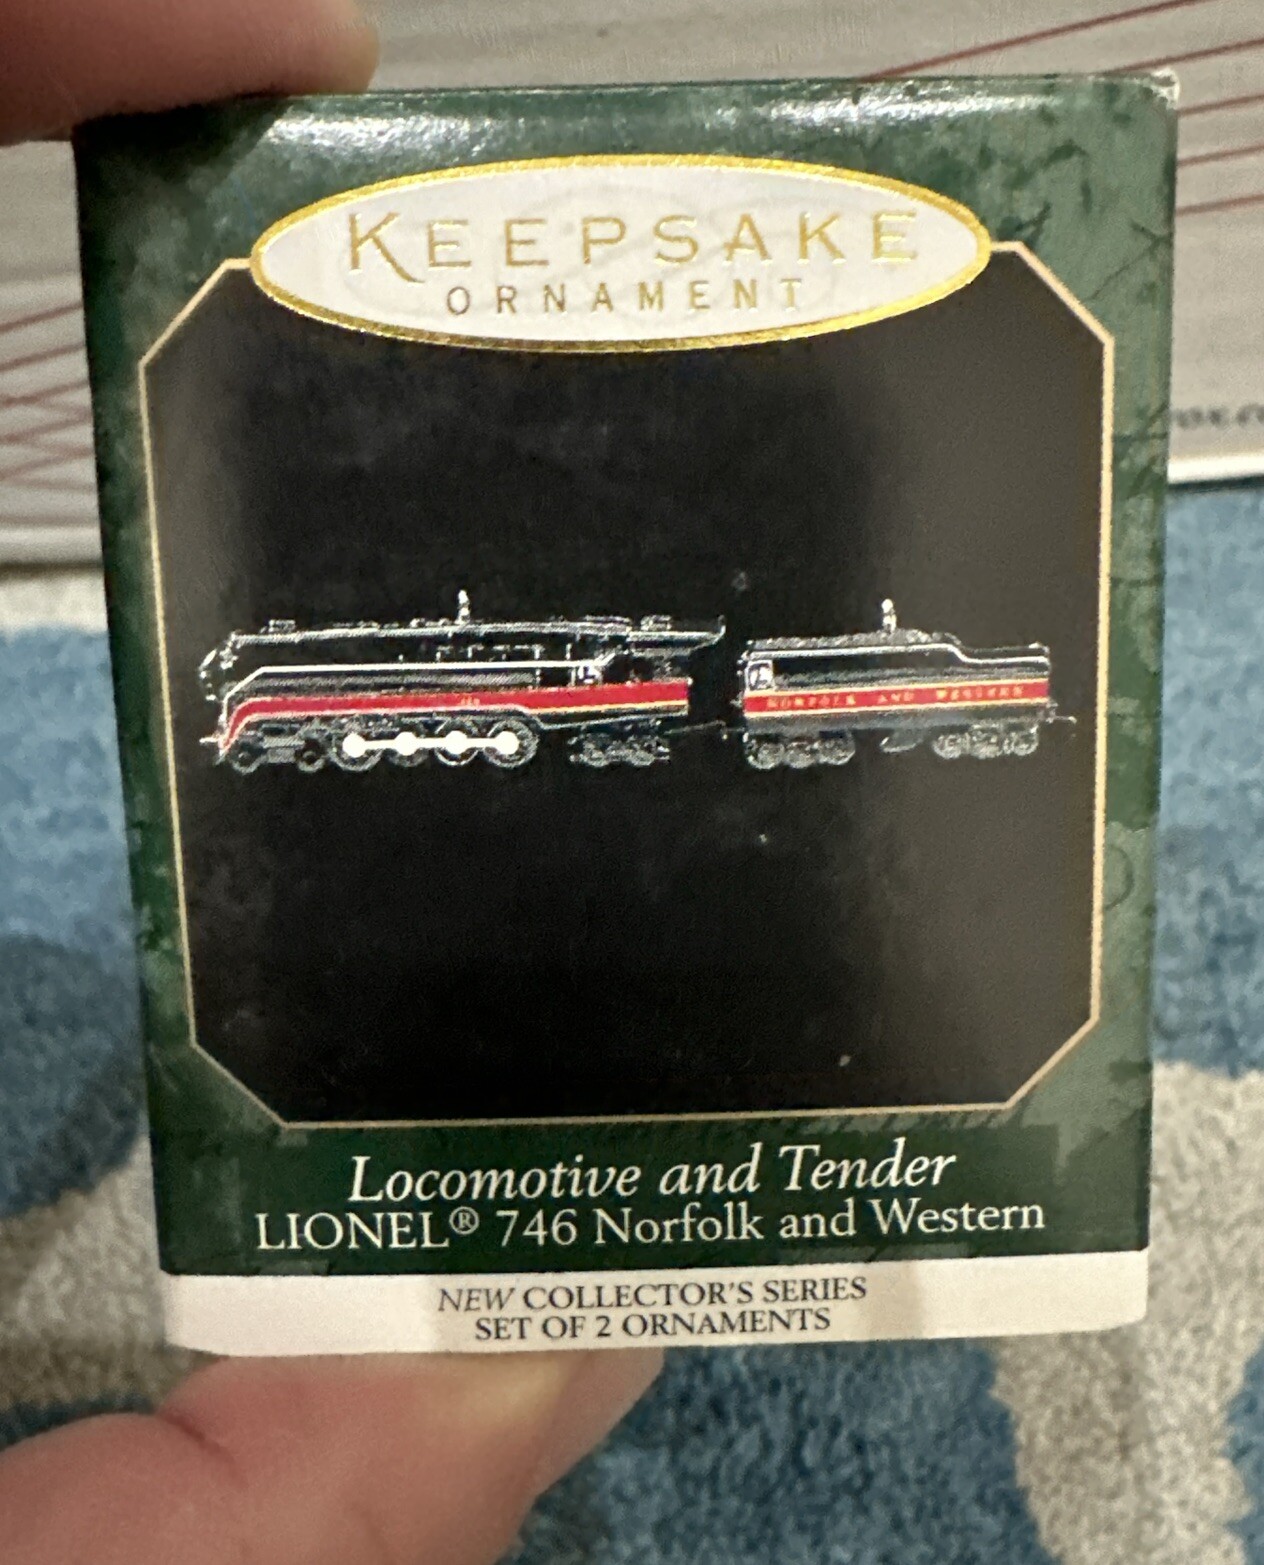 KEEPSAKE
ORNAMENT
NORFOLK AND WESTERN
Locomotive and Tender
LIONEL® 746 Norfolk and Western
NEW COLLECTOR'S SERIES
SET OF 2 ORNAMENTS